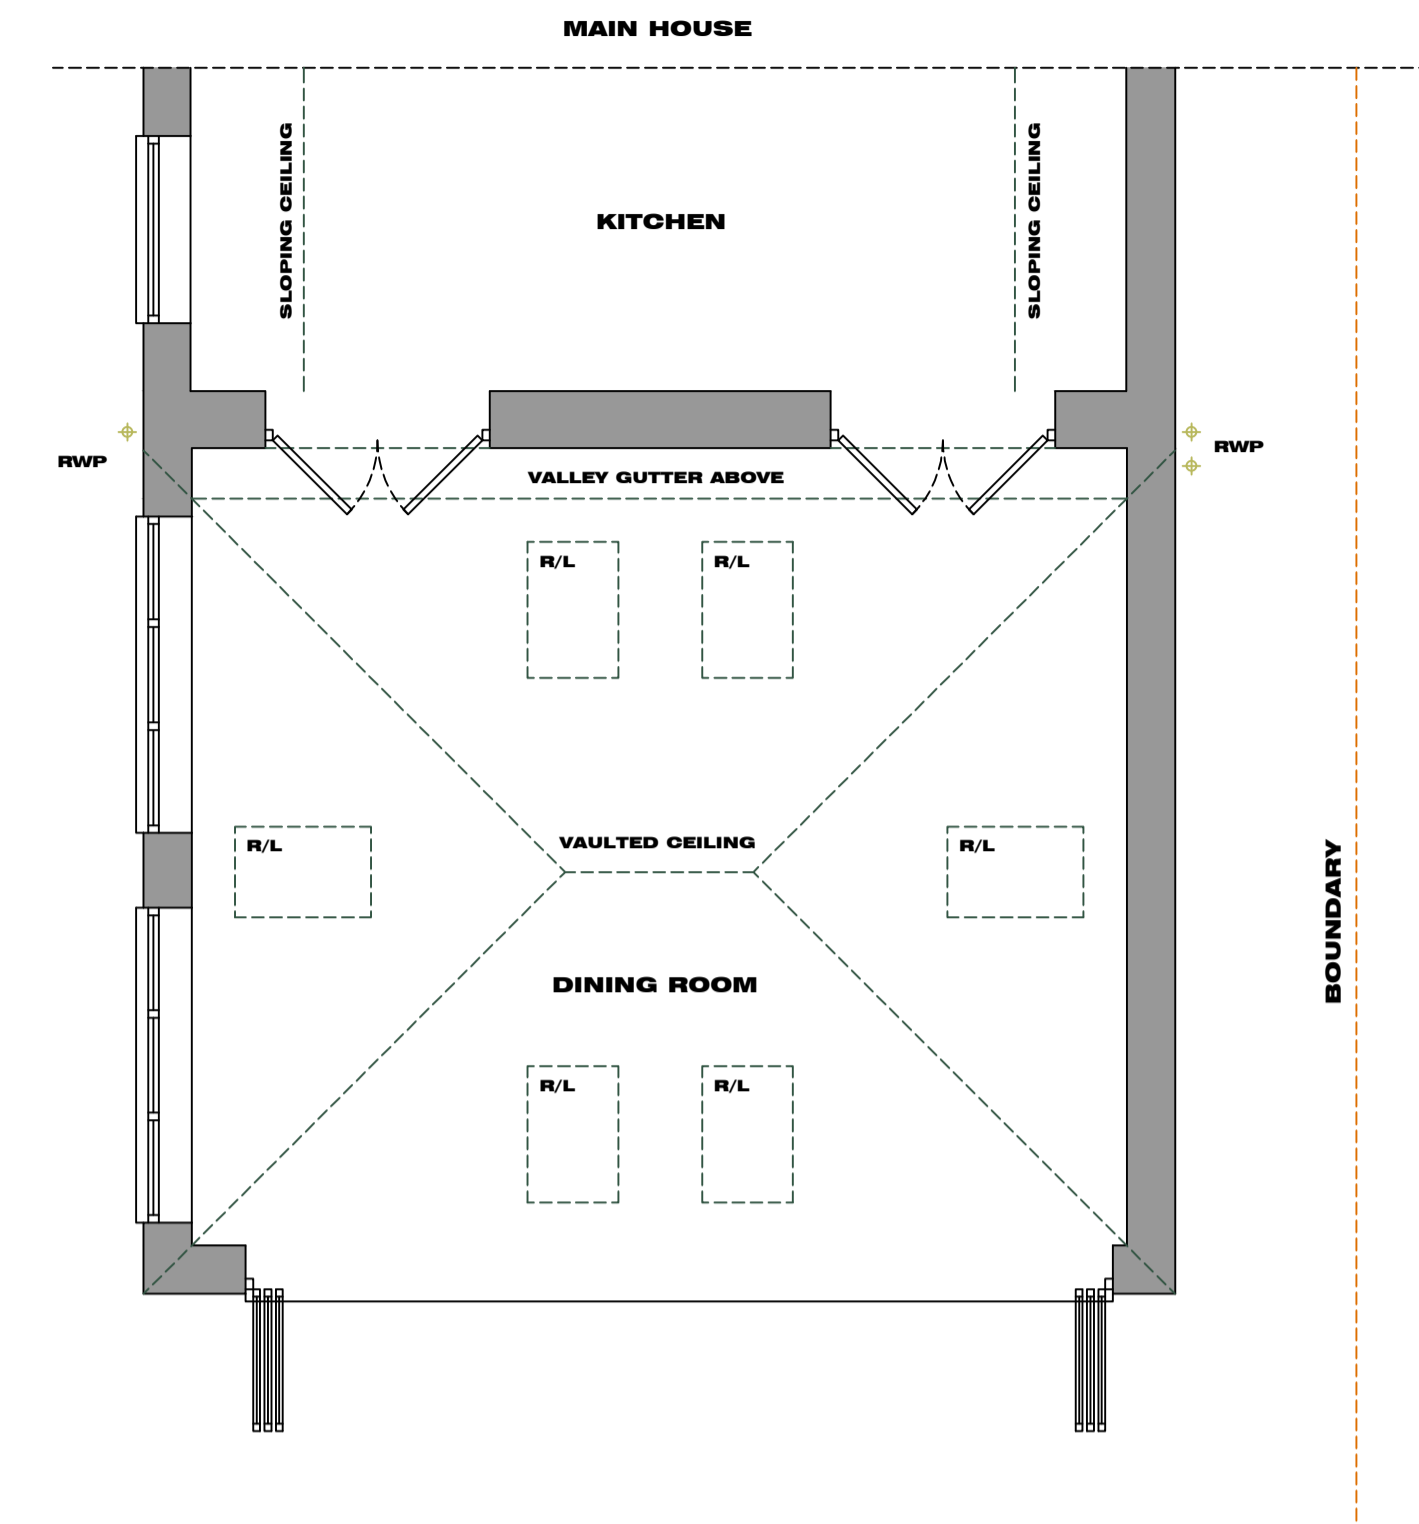 MAIN HOUSE
SLOPING CEILING
KITCHEN
SLOPING CEILING
RWP
RWP
VALLEY GUTTER ABOVE
R/L
R/L
VAULTED CEILING
R/L
R/L
BOUNDARY
DINING ROOM
R/L
R/L